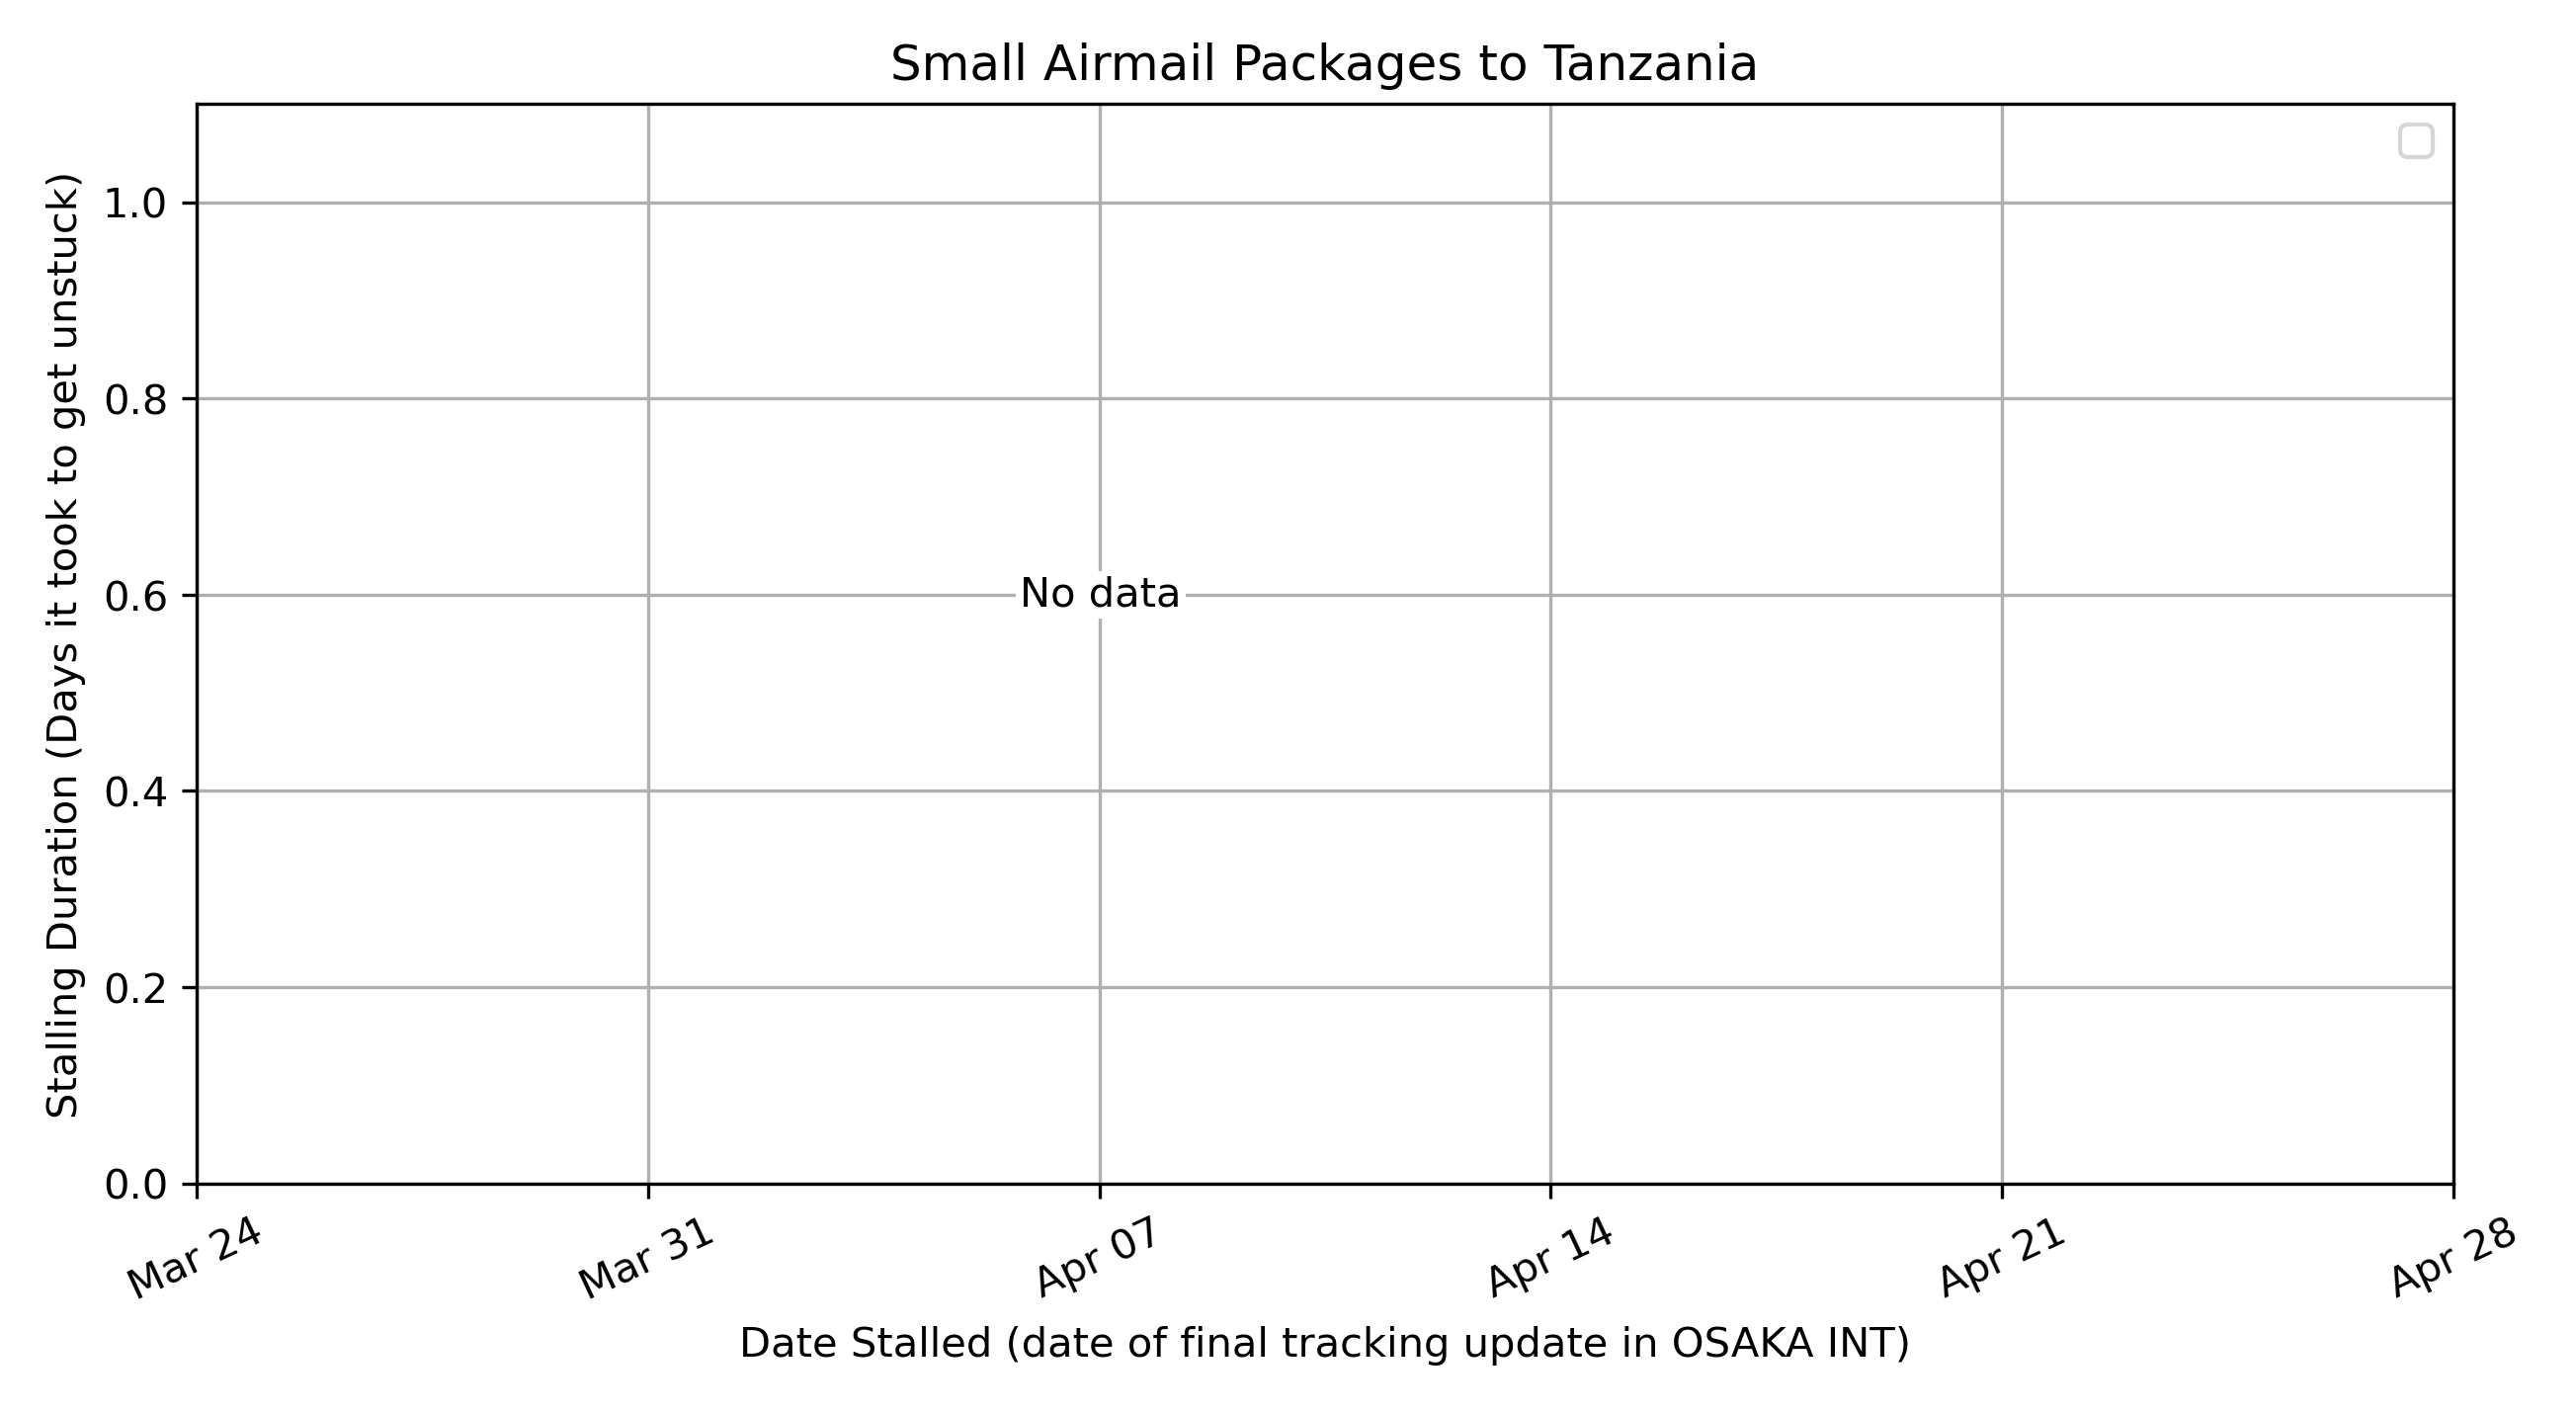 Small Airmail Packages to Tanzania
Stalling Duration (Days it took to get unstuck)
1.0
0.8
0.6
0.4
0.2
0.0
No data
Mar 24
Mar 31
Apr 07
Apr 14
Apr 21
Apr 28
Date Stalled (date of final tracking update in OSAKA INT)